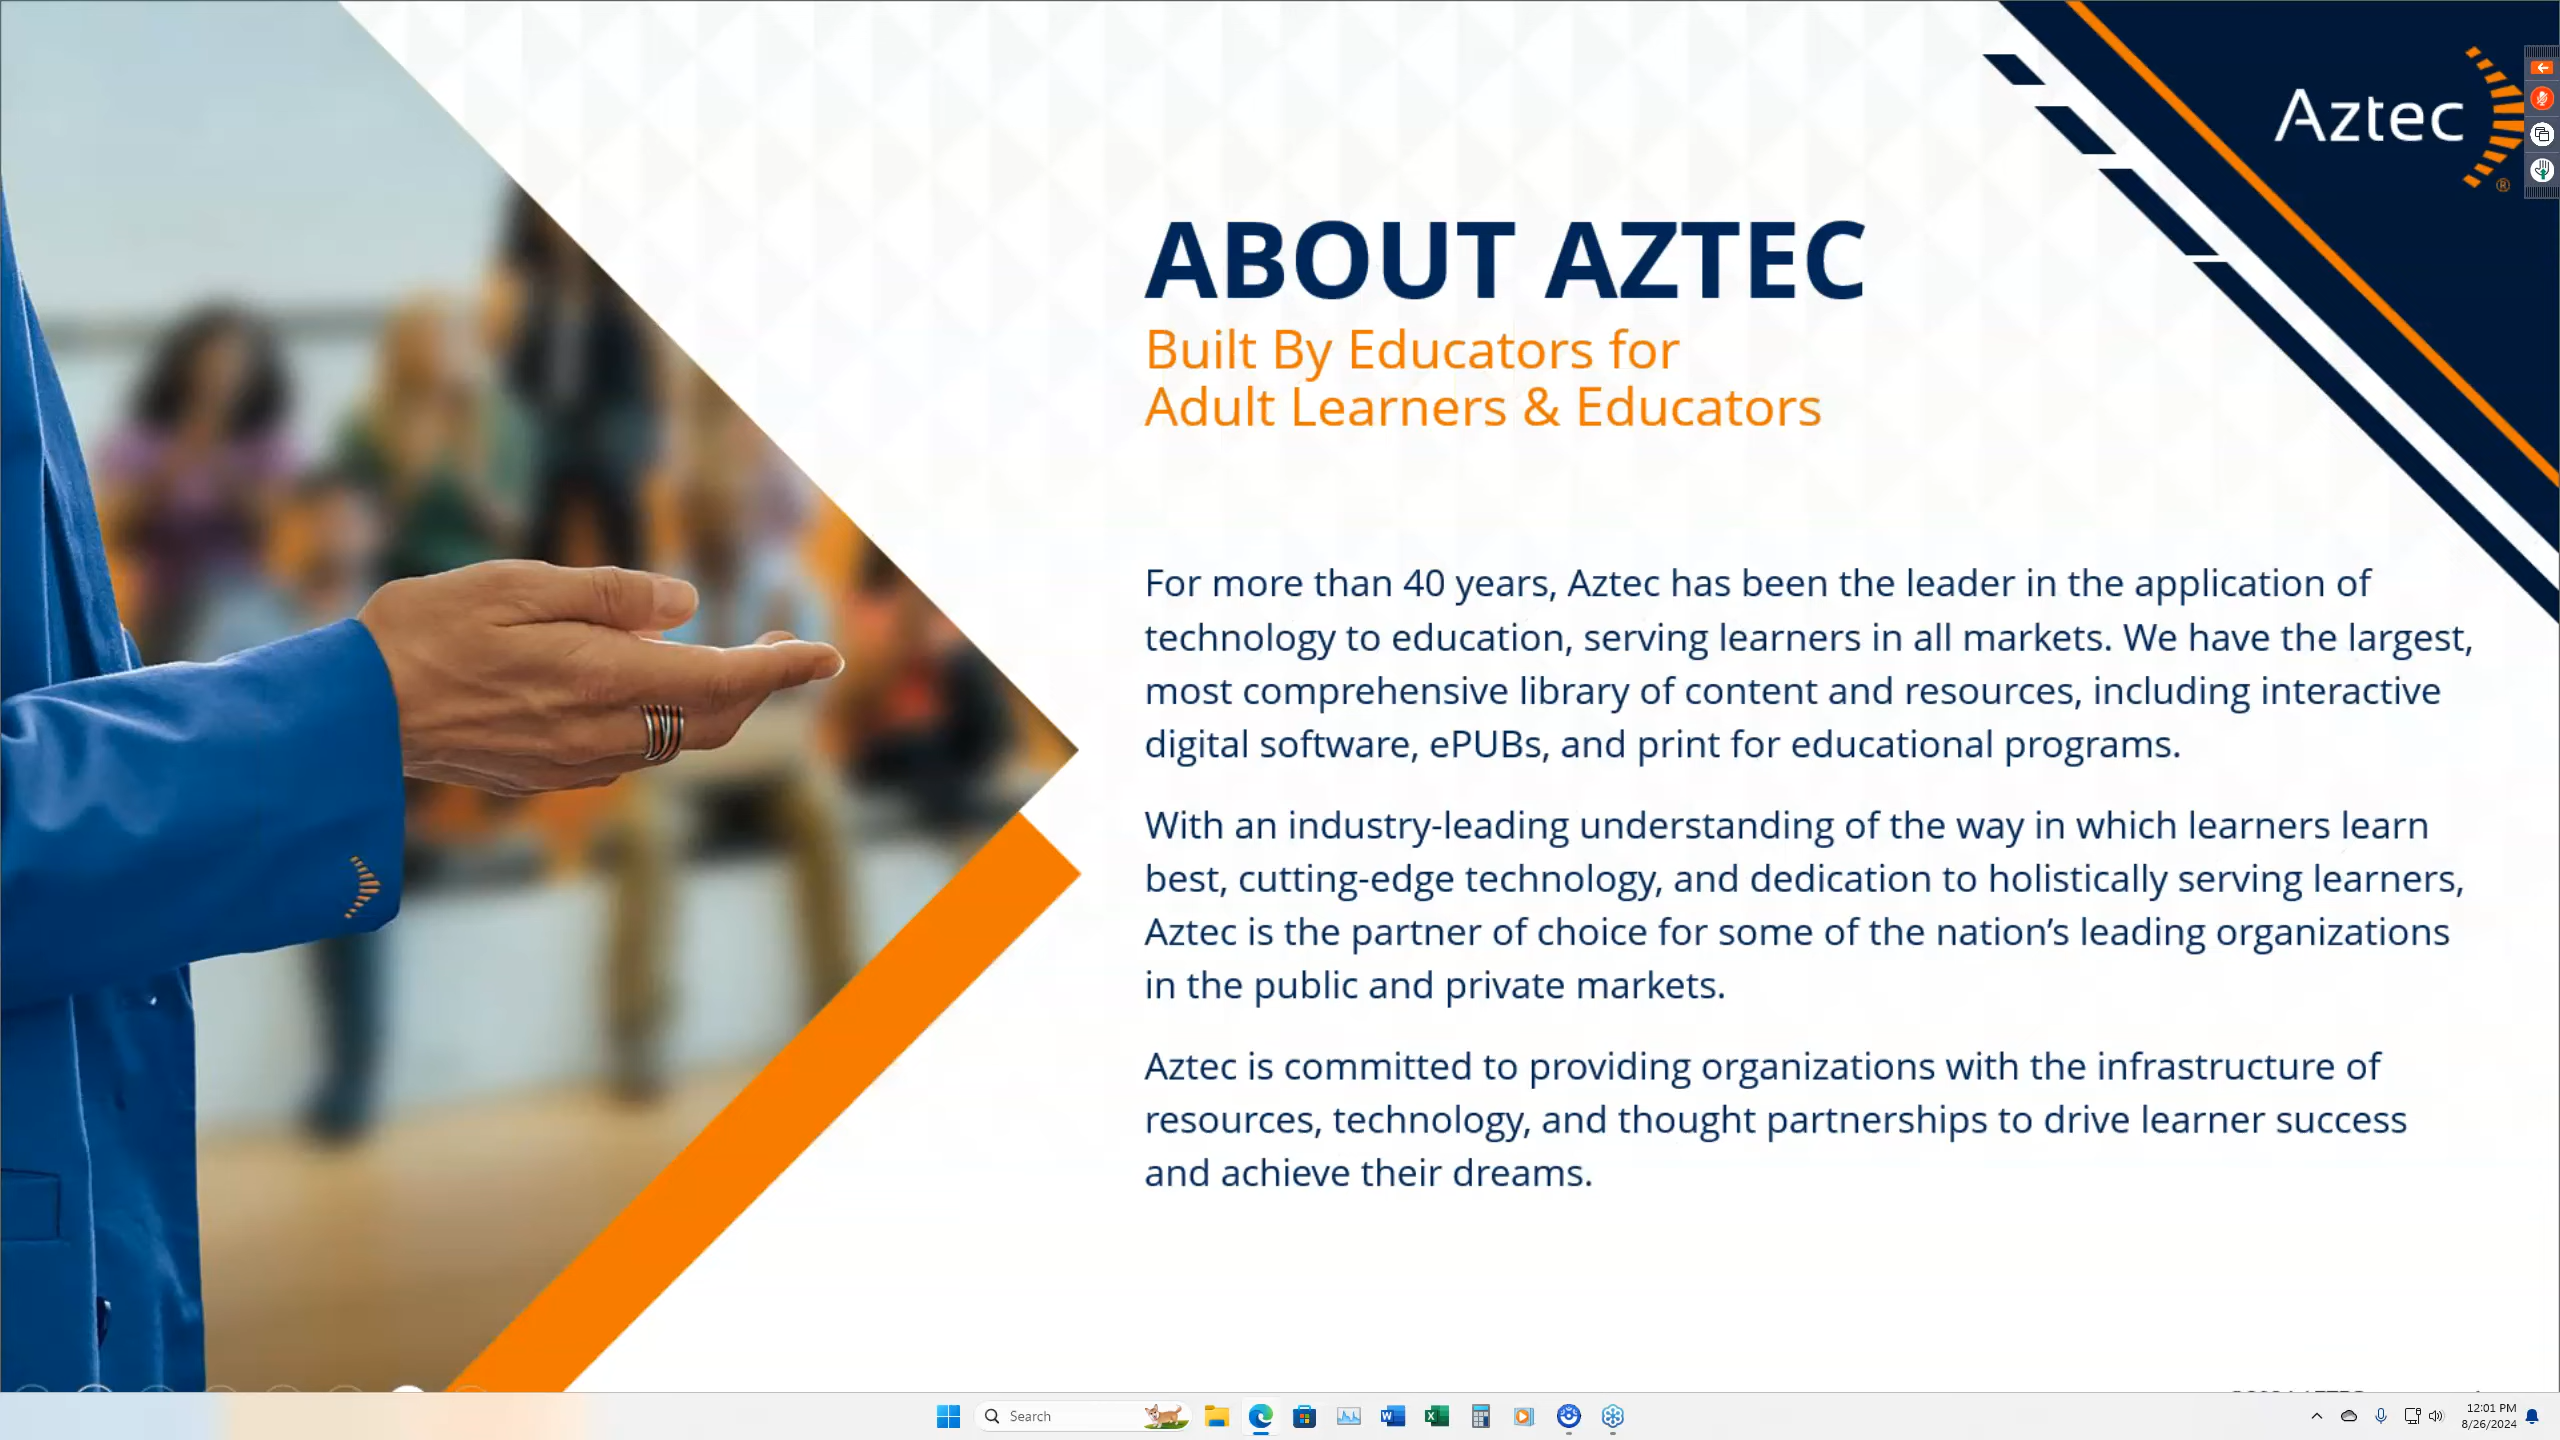 Aztec
®
ABOUT AZTEC
Built By Educators for
Adult Learners & Educators
For more than 40 years, Aztec has been the leader in the application of
technology to education, serving learners in all markets. We have the largest,
most comprehensive library of content and resources, including interactive
digital software, ePUBs, and print for educational programs.
With an industry-leading understanding of the way in which learners learn
best, cutting-edge technology, and dedication to holistically serving learners,
Aztec is the partner of choice for some of the nation’s leading organizations
in the public and private markets.
Aztec is committed to providing organizations with the infrastructure of
resources, technology, and thought partnerships to drive learner success
and achieve their dreams.
Search
12:01 PM
8/26/2024